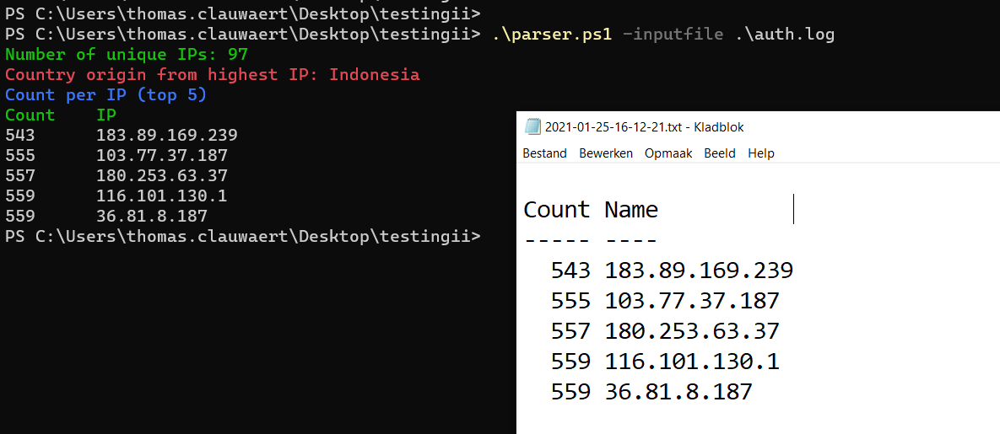 PS C:\Users\thomas.clauwaert\Desktop\testingii>
PS C:\Users\thomas.clauwaert\Desktop\testingii> .\parser.ps1 -inputfile .\auth.log
Number of unique IPs: 97
Country origin from highest IP: Indonesia
Count per IP (top 5)
Count IP
543 183.89.169.239
555 103.77.37.187
557 180.253.63.37
559 116.101.130.1
559 36.81.8.187
PS C:\Users\thomas.clauwaert\Desktop\testingii>
2021-01-25-16-12-21.txt - Kladblok
Bestand Bewerken Opmaak Beeld Help
Count Name
----- ----
543 183.89.169.239
555 103.77.37.187
557 180.253.63.37
559 116.101.130.1
559 36.81.8.187